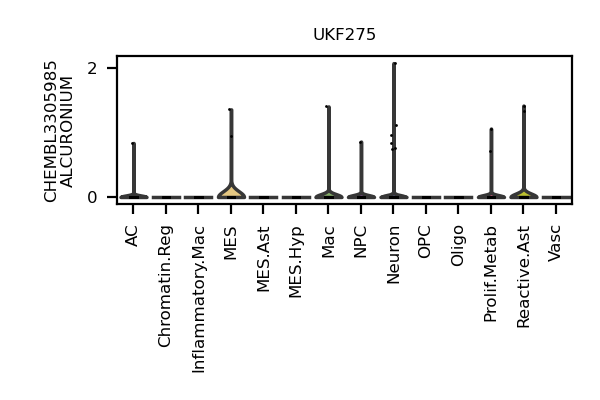 UKF275
CHEMBL3305985
ALCURONIUM
2
0
AC
Chromatin.Reg
Inflammatory.Mac
MES
MES.Ast
MES.Hyp
Mac
NPC
Neuron
OPC
Oligo
Prolif.Metab
Reactive.Ast
Vasc